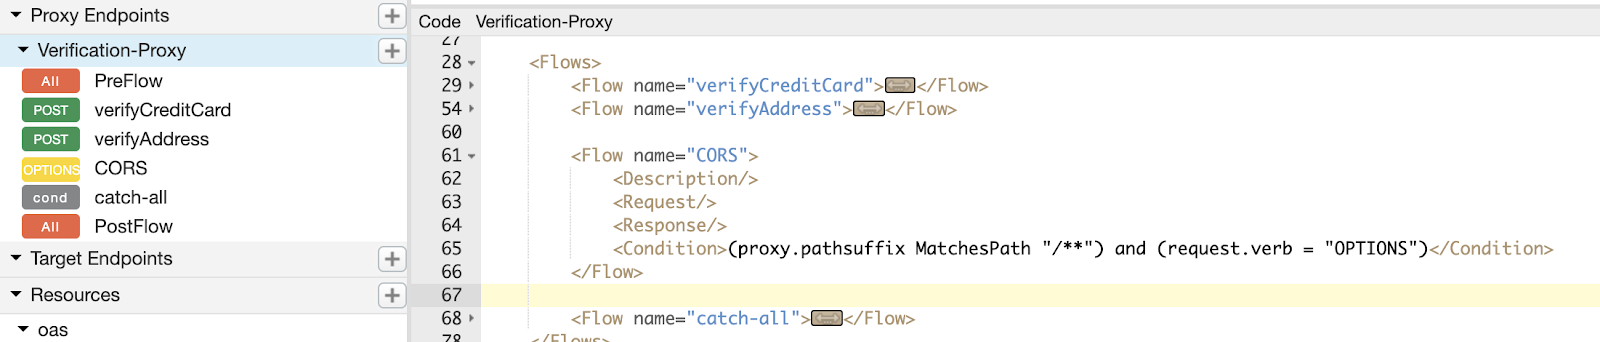 Proxy Endpoints
Verification-Proxy
All PreFlow
POST verifyCreditCard
POST verifyAddress
OPTIONS CORS
cond catch-all
All PostFlow
Target Endpoints
Resources
oas
Code Verification-Proxy
27
28 <Flows>
29 <Flow name="verifyCreditCard"></Flow>
54 <Flow name="verifyAddress"></Flow>
60
61 <Flow name="CORS">
62 <Description/>
63 <Request/>
64 <Response/>
65 <Condition>(proxy.pathsuffix MatchesPath "/**") and (request.verb = "OPTIONS")</Condition>
66 </Flow>
67
68 <Flow name="catch-all"></Flow>
78 </Flows>